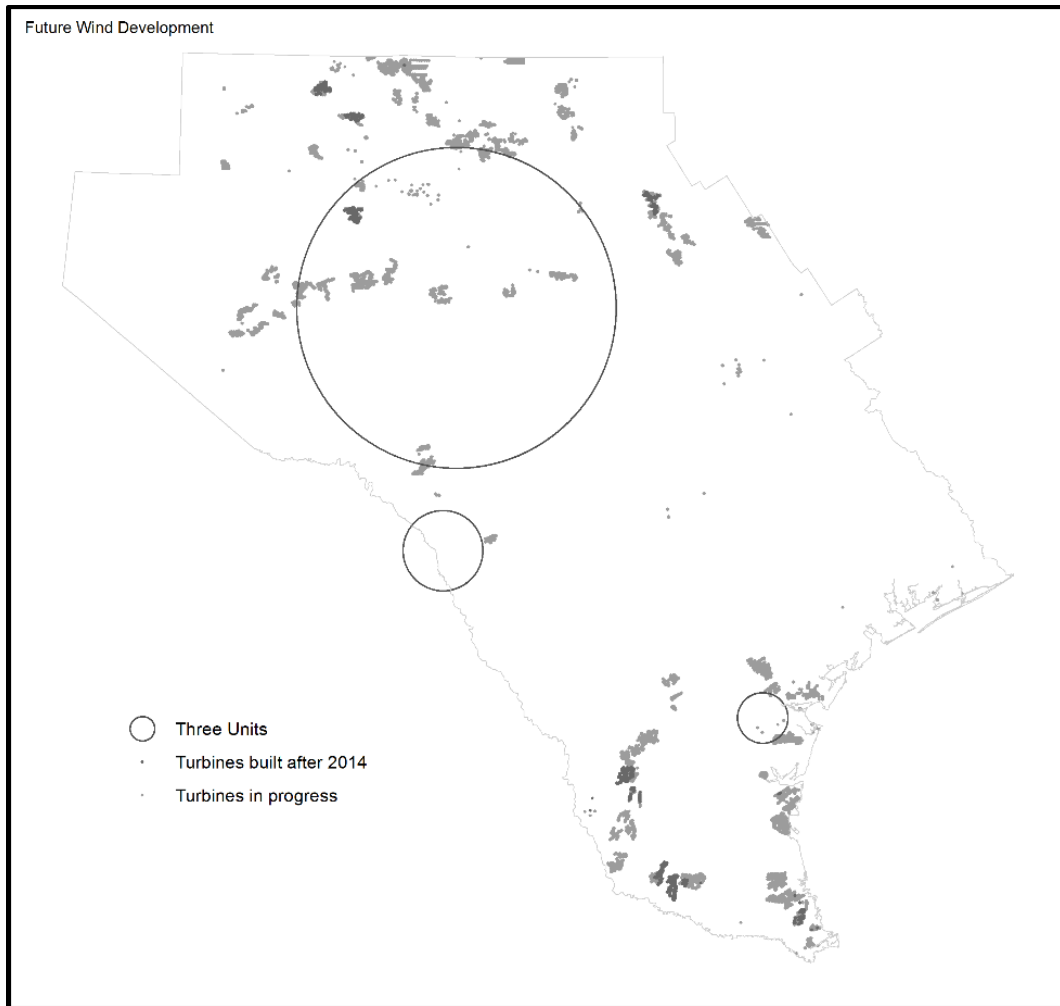 Future Wind Development
Three Units
Turbines built after 2014
Turbines in progress